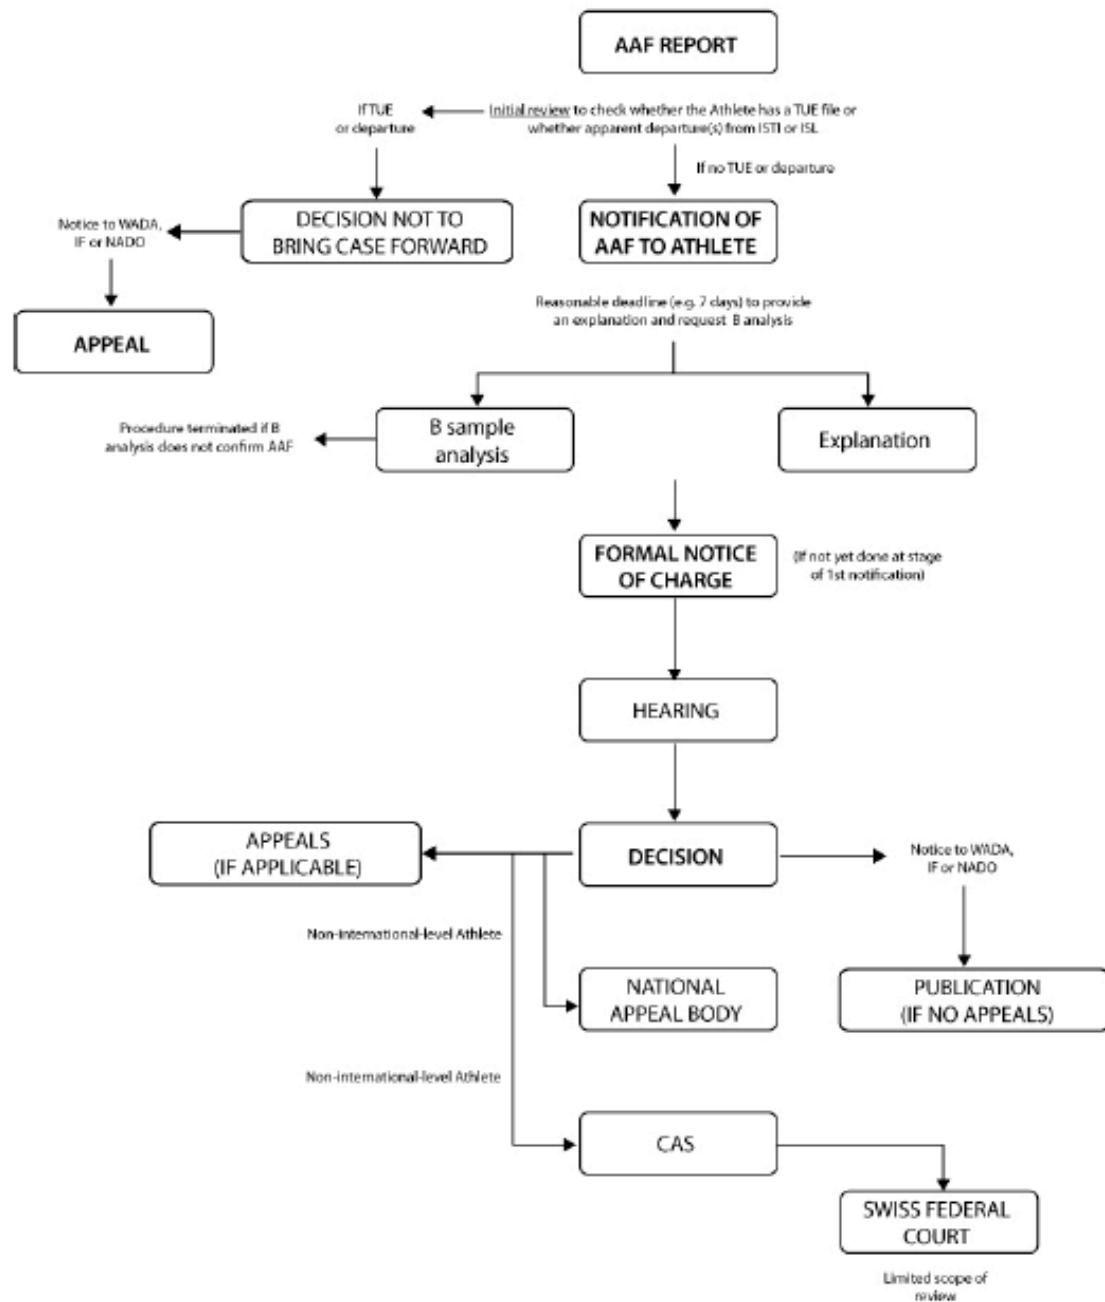 AAF REPORT
If TUE
or departure
Initial review to check whether the Athlete has a TUE file or
whether apparent departure(s) from ISTI or ISL
If no TUE or departure
Notice to WADA,
IF or NADO
DECISION NOT TO
BRING CASE FORWARD
NOTIFICATION OF
AAF TO ATHLETE
APPEAL
Reasonable deadline (e.g. 7 days) to provide
an explanation and request B analysis
Procedure terminated if B
analysis does not confirm AAF
B sample
analysis
Explanation
FORMAL NOTICE
OF CHARGE
(If not yet done at stage
of 1st notification)
HEARING
APPEALS
(IF APPLICABLE)
DECISION
Notice to WADA,
IF or NADO
Non-international-level Athlete
NATIONAL
APPEAL BODY
PUBLICATION
(IF NO APPEALS)
Non-international-level Athlete
CAS
SWISS FEDERAL
COURT
Limited scope of
review